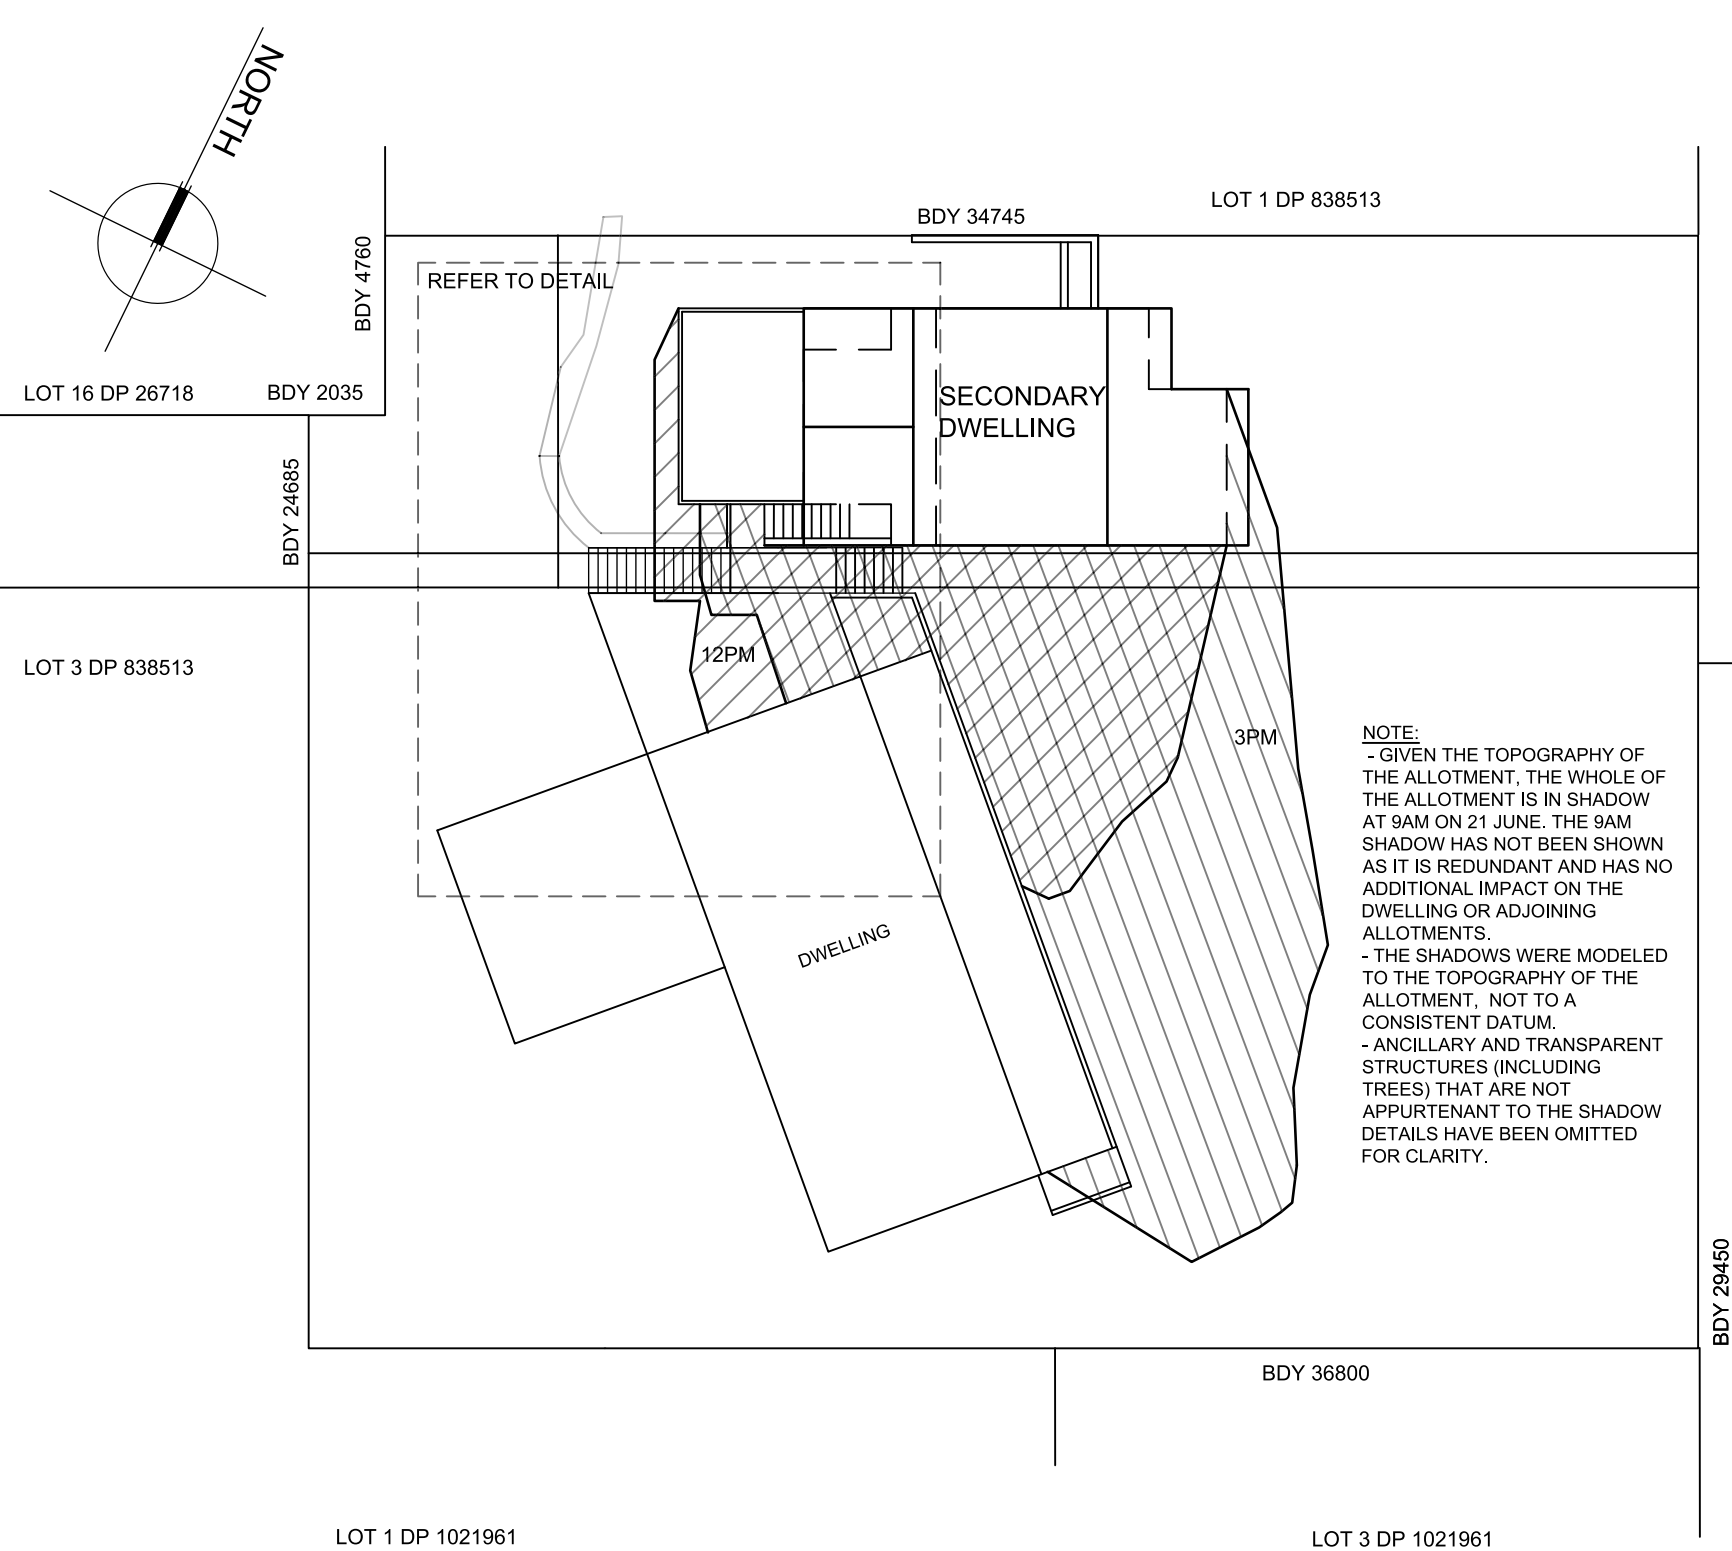 NORTH
LOT 1 DP 838513
BDY 34745
BDY 4760
REFER TO DETAIL
LOT 16 DP 26718
BDY 2035
SECONDARY
DWELLING
BDY 24685
12PM
LOT 3 DP 838513
3PM
NOTE:
- GIVEN THE TOPOGRAPHY OF
THE ALLOTMENT, THE WHOLE OF
THE ALLOTMENT IS IN SHADOW
AT 9AM ON 21 JUNE. THE 9AM
SHADOW HAS NOT BEEN SHOWN
AS IT IS REDUNDANT AND HAS NO
ADDITIONAL IMPACT ON THE
DWELLING OR ADJOINING
ALLOTMENTS.
- THE SHADOWS WERE MODELED
TO THE TOPOGRAPHY OF THE
ALLOTMENT, NOT TO A
CONSISTENT DATUM.
- ANCILLARY AND TRANSPARENT
STRUCTURES (INCLUDING
TREES) THAT ARE NOT
APPURTENANT TO THE SHADOW
DETAILS HAVE BEEN OMITTED
FOR CLARITY.
DWELLING
BDY 29450
BDY 36800
LOT 1 DP 1021961
LOT 3 DP 1021961